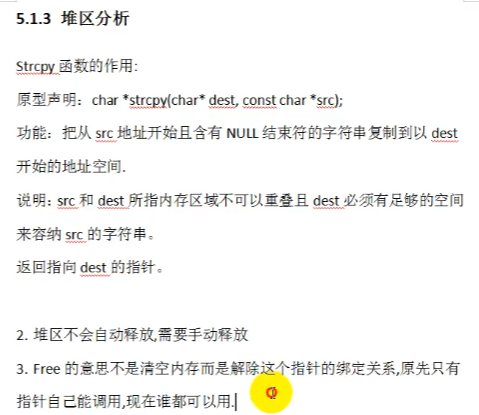 5.1.3 堆区分析
Strcpy 函数的作用:
原型声明：char *strcpy(char* dest, const char *src);
功能：把从 src 地址开始且含有 NULL 结束符的字符串复制到以 dest
开始的地址空间.
说明：src 和 dest 所指内存区域不可以重叠且 dest 必须有足够的空间
来容纳 src 的字符串。
返回指向 dest 的指针。
2. 堆区不会自动释放,需要手动释放
3. Free 的意思不是清空内存而是解除这个指针的绑定关系,原先只有
指针自己能调用,现在谁都可以用.